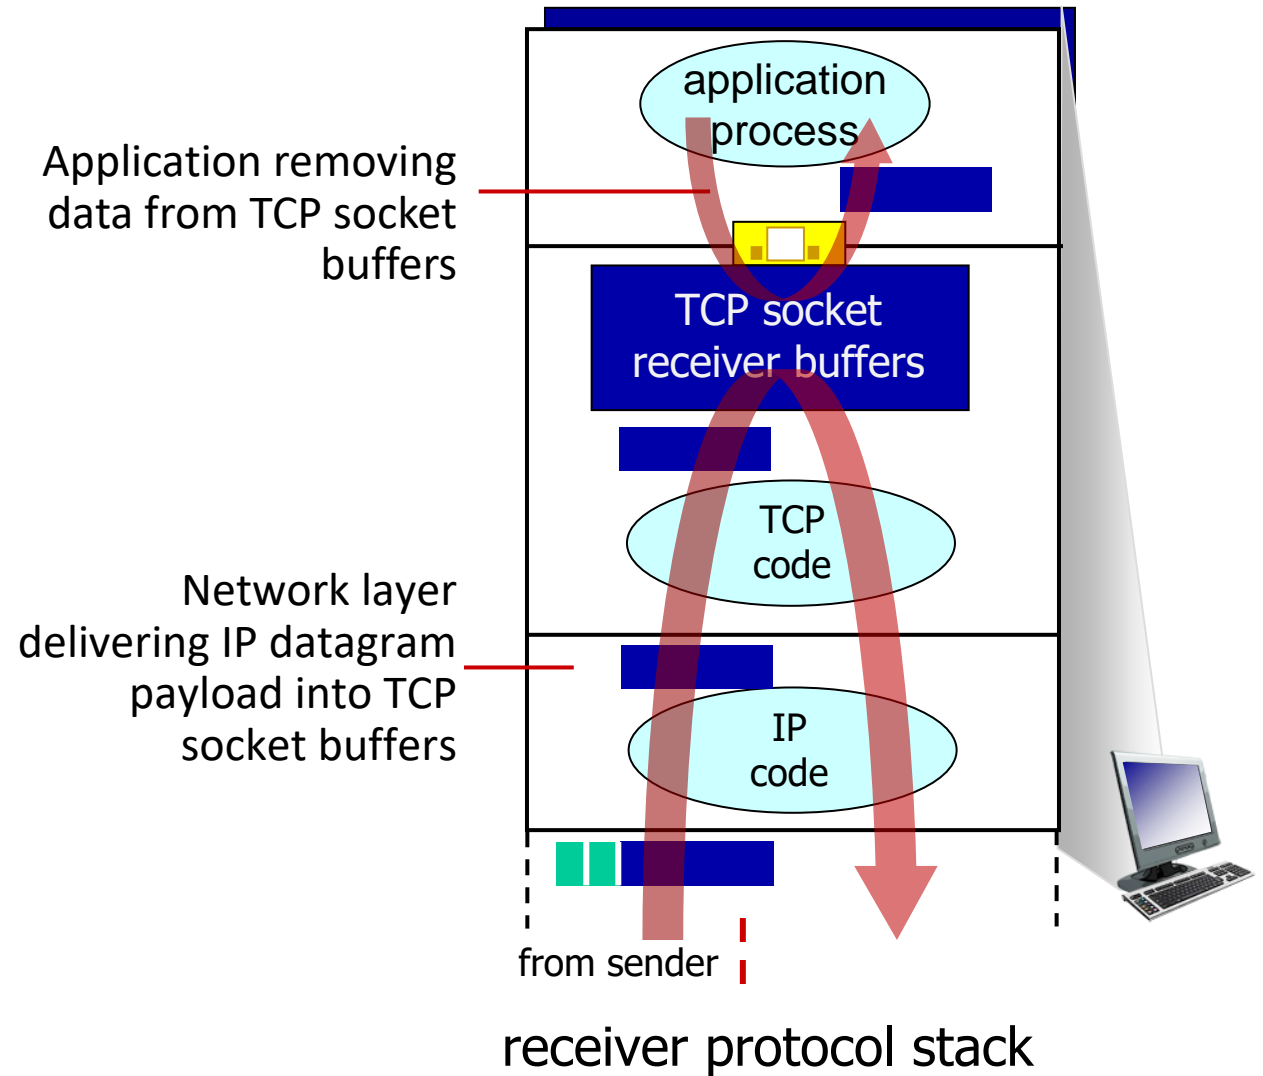 application
process
Application removing
data from TCP socket
buffers
TCP socket
receiver buffers
TCP
code
Network layer
delivering IP datagram
payload into TCP
socket buffers
IP
code
from sender
receiver protocol stack